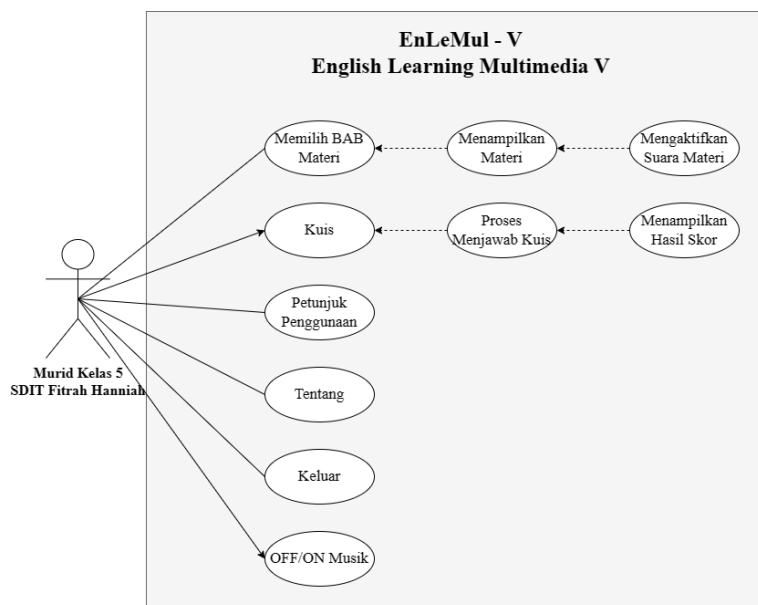 EnLeMul - V
English Learning Multimedia V
Memilih BAB
Materi
Menampilkan
Materi
Mengaktifkan
Suara Materi
Kuis
Proses
Menjawab Kuis
Menampilkan
Hasil Skor
Petunjuk
Penggunaan
Murid Kelas 5
SDIT Fitrah Hanniah
Tentang
Keluar
OFF/ON Musik